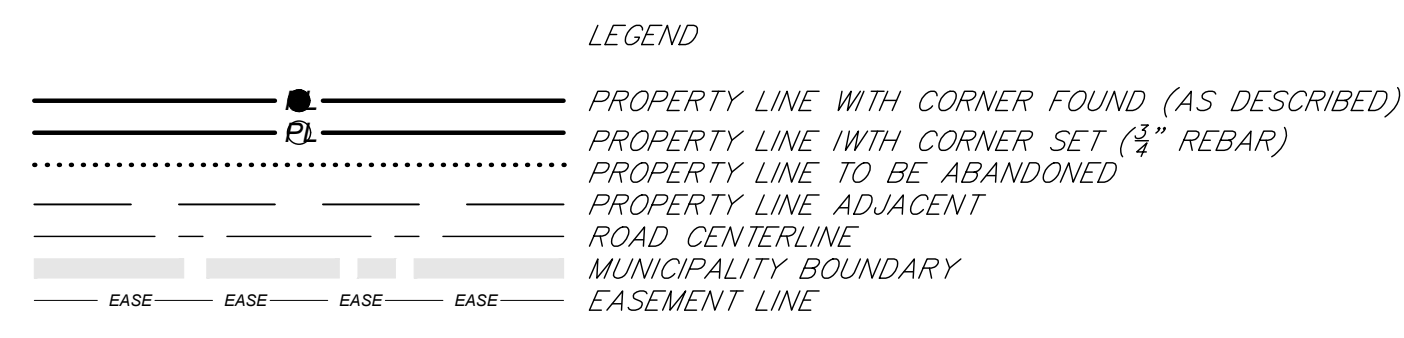 LEGEND
PL PROPERTY LINE WITH CORNER FOUND (AS DESCRIBED)
PL PROPERTY LINE IWTH CORNER SET (3/4" REBAR)
PROPERTY LINE TO BE ABANDONED
PROPERTY LINE ADJACENT
ROAD CENTERLINE
MUNICIPALITY BOUNDARY
EASE EASE EASE EASE EASEMENT LINE